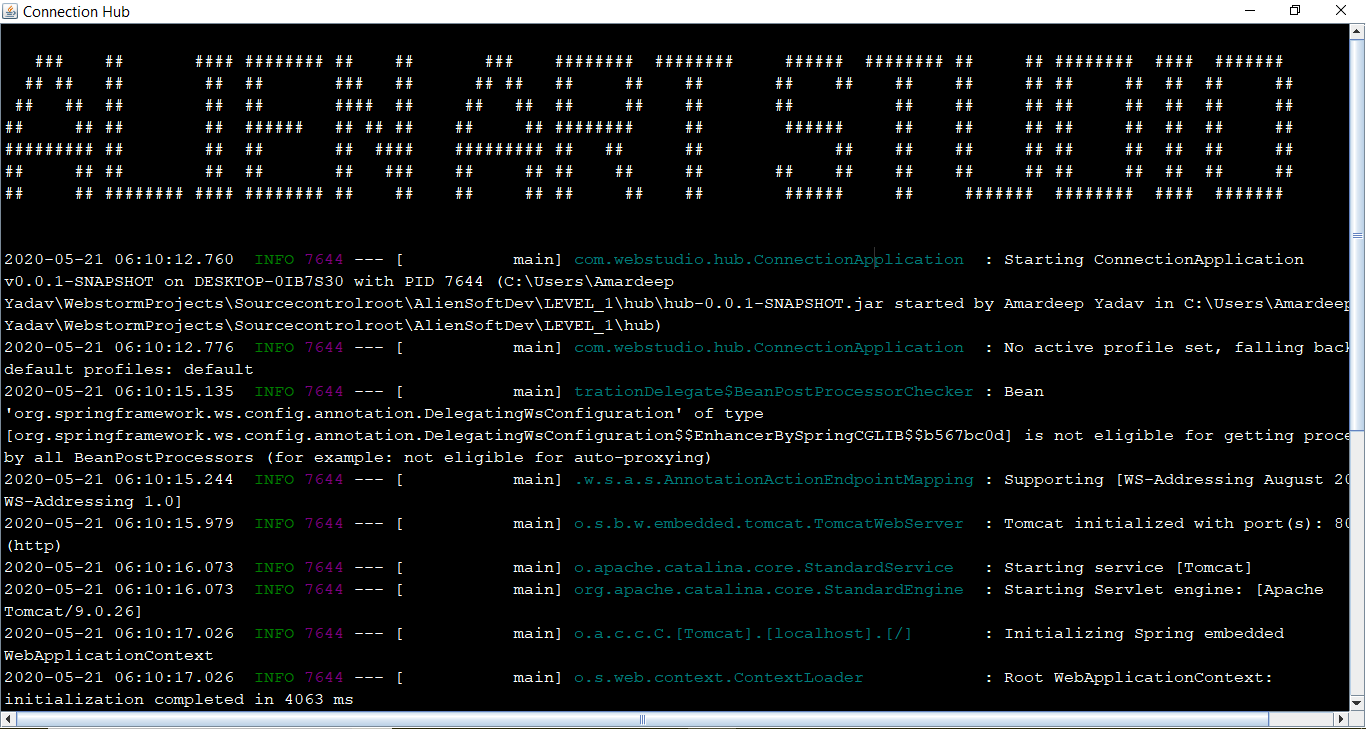 Connection Hub
ALIEN ART STUDIO
2020-05-21 06:10:12.760  INFO 7644 --- [           main] com.webstudio.hub.ConnectionApplication  : Starting ConnectionApplication
v0.0.1-SNAPSHOT on DESKTOP-0IB7S30 with PID 7644 (C:\Users\Amardeep
Yadav\WebstormProjects\Sourcecontrolroot\AlienSoftDev\LEVEL_1\hub\hub-0.0.1-SNAPSHOT.jar started by Amardeep Yadav in C:\Users\Amardeep
Yadav\WebstormProjects\Sourcecontrolroot\AlienSoftDev\LEVEL_1\hub)
2020-05-21 06:10:12.776  INFO 7644 --- [           main] com.webstudio.hub.ConnectionApplication  : No active profile set, falling back
default profiles: default
2020-05-21 06:10:15.135  INFO 7644 --- [           main] trationDelegate$BeanPostProcessorChecker : Bean
'org.springframework.ws.config.annotation.DelegatingWsConfiguration' of type
[org.springframework.ws.config.annotation.DelegatingWsConfiguration$$EnhancerBySpringCGLIB$$b567bc0d] is not eligible for getting proce
by all BeanPostProcessors (for example: not eligible for auto-proxying)
2020-05-21 06:10:15.244  INFO 7644 --- [           main] .w.s.a.s.AnnotationActionEndpointMapping : Supporting [WS-Addressing August 20
WS-Addressing 1.0]
2020-05-21 06:10:15.979  INFO 7644 --- [           main] o.s.b.w.embedded.tomcat.TomcatWebServer  : Tomcat initialized with port(s): 80
(http)
2020-05-21 06:10:16.073  INFO 7644 --- [           main] o.apache.catalina.core.StandardService   : Starting service [Tomcat]
2020-05-21 06:10:16.073  INFO 7644 --- [           main] org.apache.catalina.core.StandardEngine  : Starting Servlet engine: [Apache
Tomcat/9.0.26]
2020-05-21 06:10:17.026  INFO 7644 --- [           main] o.a.c.c.C.[Tomcat].[localhost].[/]       : Initializing Spring embedded
WebApplicationContext
2020-05-21 06:10:17.026  INFO 7644 --- [           main] o.s.web.context.ContextLoader            : Root WebApplicationContext:
initialization completed in 4063 ms